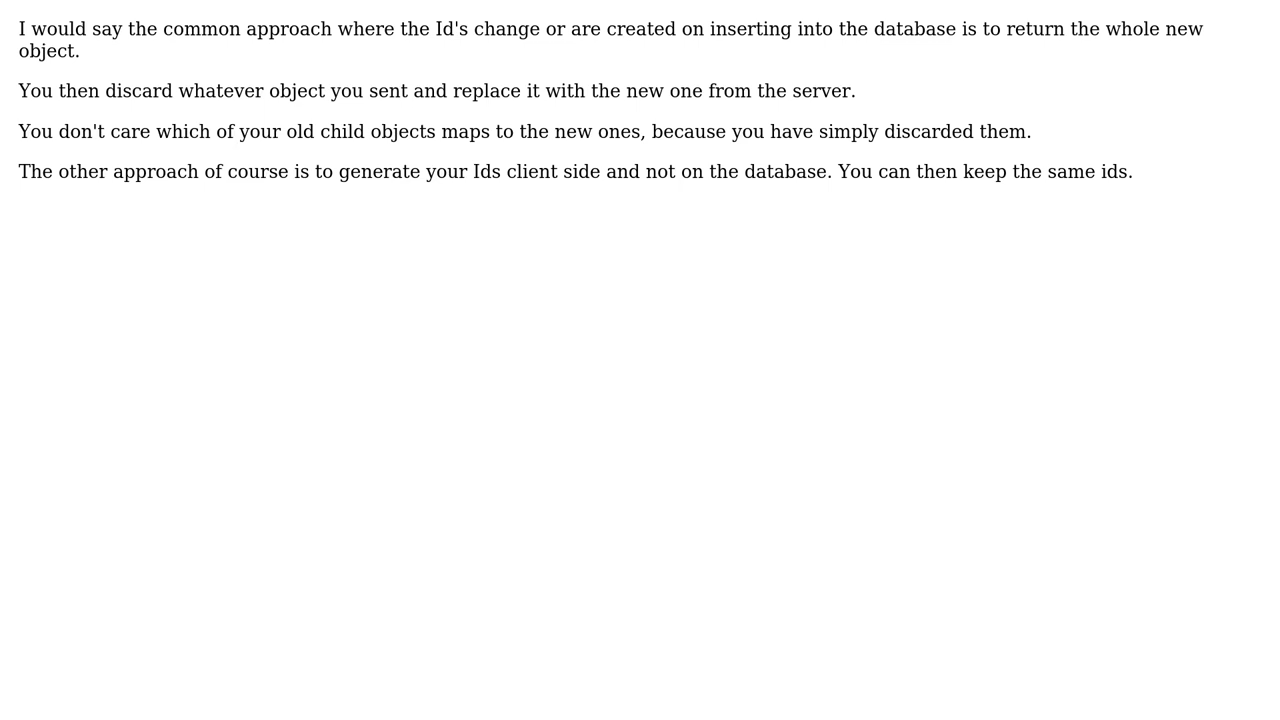 I would say the common approach where the Id's change or are created on inserting into the database is to return the whole new
object.
You then discard whatever object you sent and replace it with the new one from the server.
You don't care which of your old child objects maps to the new ones, because you have simply discarded them.
The other approach of course is to generate your Ids client side and not on the database. You can then keep the same ids.